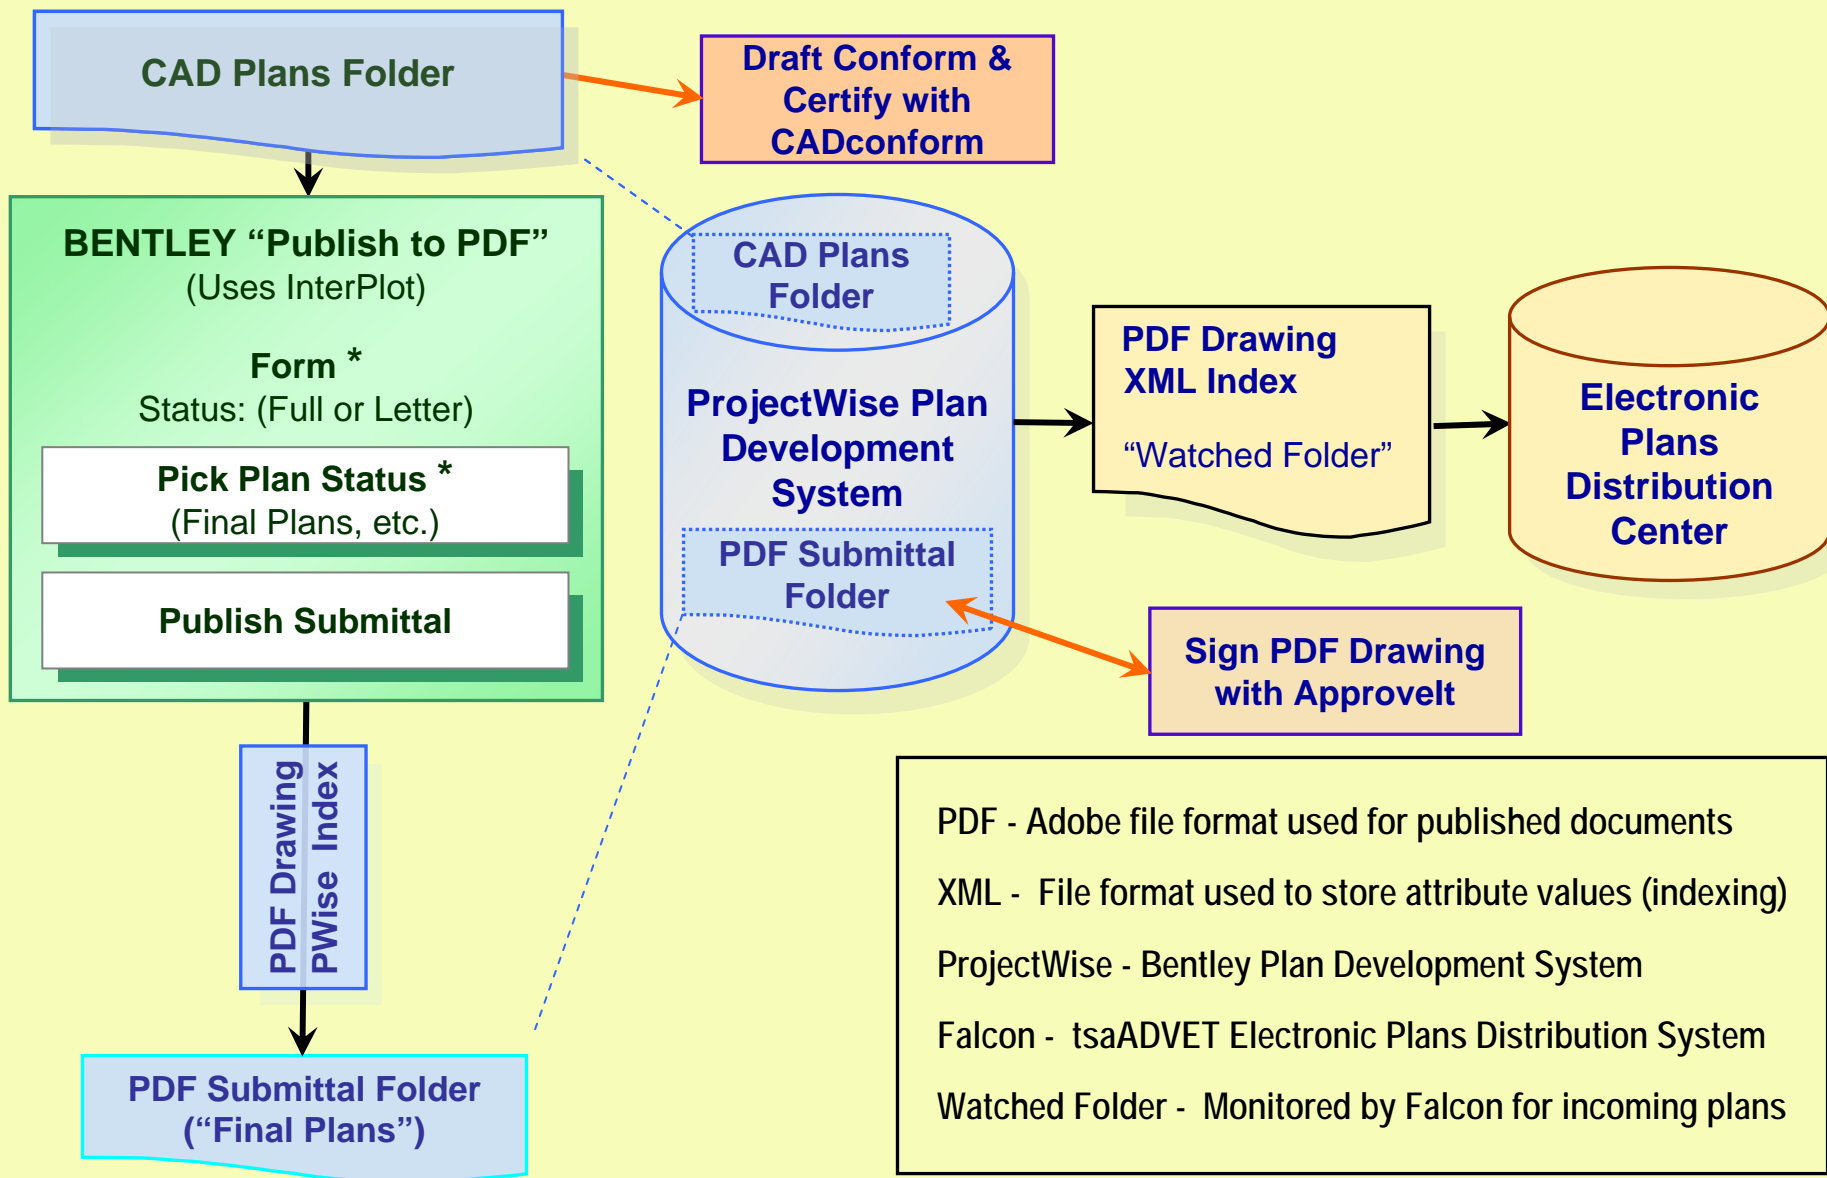 CAD Plans Folder
Draft Conform &
Certify with
CADconform
BENTLEY “Publish to PDF”
(Uses InterPlot)
Form *
Status: (Full or Letter)
Pick Plan Status *
(Final Plans, etc.)
Publish Submittal
PDF Drawing
PWise Index
PDF Submittal Folder
(“Final Plans”)
CAD Plans
Folder
ProjectWise Plan
Development
System
PDF Submittal
Folder
PDF Drawing
XML Index
“Watched Folder”
Electronic
Plans
Distribution
Center
Sign PDF Drawing
with ApproveIt
PDF - Adobe file format used for published documents
XML - File format used to store attribute values (indexing)
ProjectWise - Bentley Plan Development System
Falcon - tsaADVET Electronic Plans Distribution System
Watched Folder - Monitored by Falcon for incoming plans